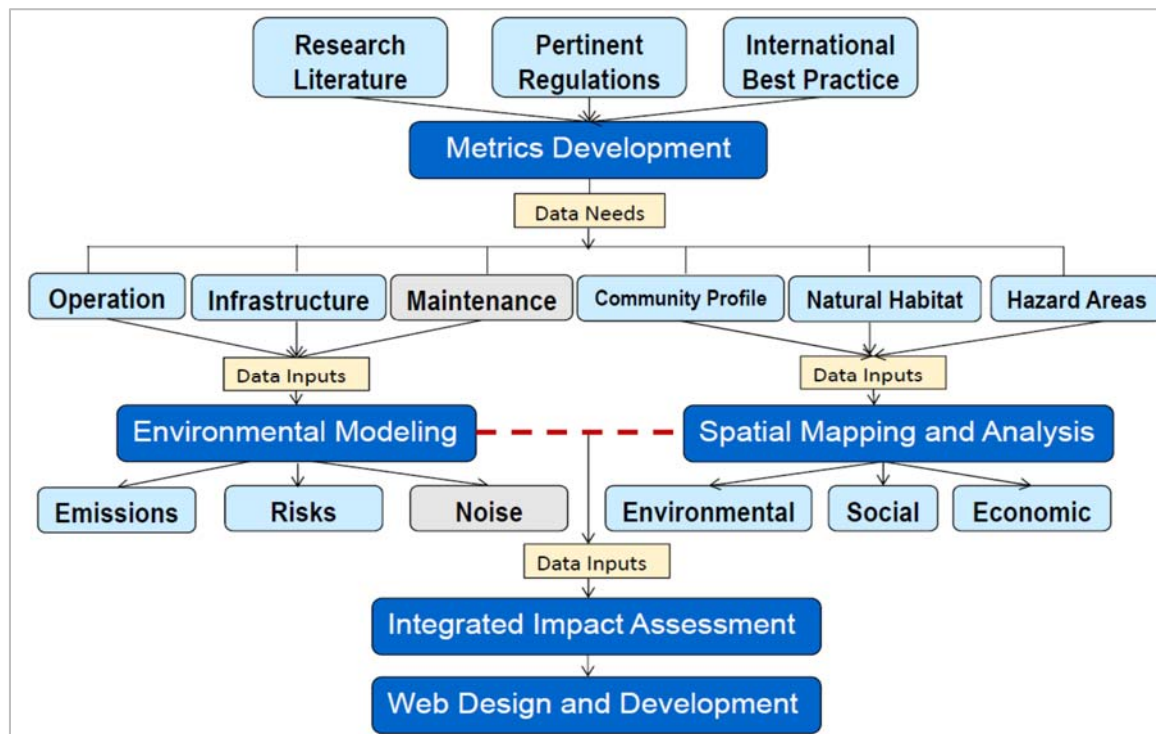 Research
Literature
Pertinent
Regulations
International
Best Practice
Metrics Development
Data Needs
Operation
Infrastructure
Maintenance
Community Profile
Natural Habitat
Hazard Areas
Data Inputs
Data Inputs
Environmental Modeling
Spatial Mapping and Analysis
Emissions
Risks
Noise
Environmental
Social
Economic
Data Inputs
Integrated Impact Assessment
Web Design and Development